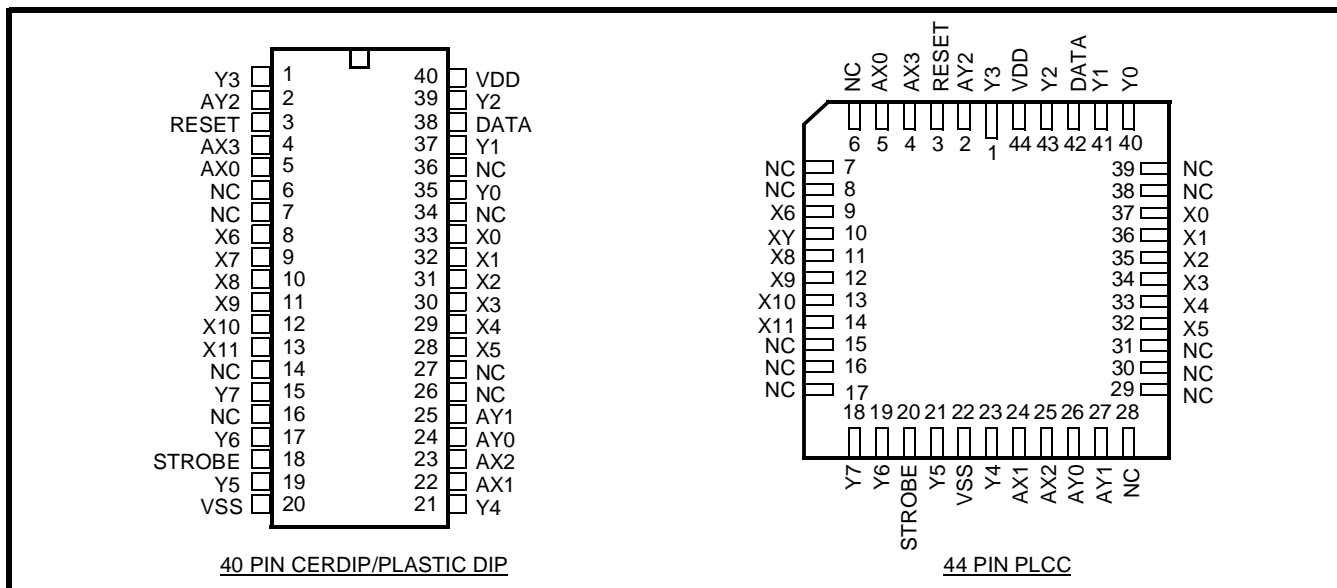 Y3 1 40 VDD
AY2 2 39 Y2
RESET 3 38 DATA
AX3 4 37 Y1
AX0 5 36 NC
NC 6 35 Y0
NC 7 34 NC
X6 8 33 X0
X7 9 32 X1
X8 10 31 X2
X9 11 30 X3
X10 12 29 X4
X11 13 28 X5
NC 14 27 NC
Y7 15 26 NC
NC 16 25 AY1
Y6 17 24 AY0
STROBE 18 23 AX2
Y5 19 22 AX1
VSS 20 21 Y4
40 PIN CERDIP/PLASTIC DIP
NC AX0 AX3 RESET AY2 Y3 VDD Y2 DATA Y1 Y0
6 5 4 3 2 1 44 43 42 41 40
NC 7 39 NC
NC 8 38 NC
X6 9 37 X0
XY 10 36 X1
X8 11 35 X2
X9 12 34 X3
X10 13 33 X4
X11 14 32 X5
NC 15 31 NC
NC 16 30 NC
NC 17 29 NC
18 19 20 21 22 23 24 25 26 27 28
Y7 Y6 STROBE Y5 VSS Y4 AX1 AX2 AY0 AY1 NC
44 PIN PLCC